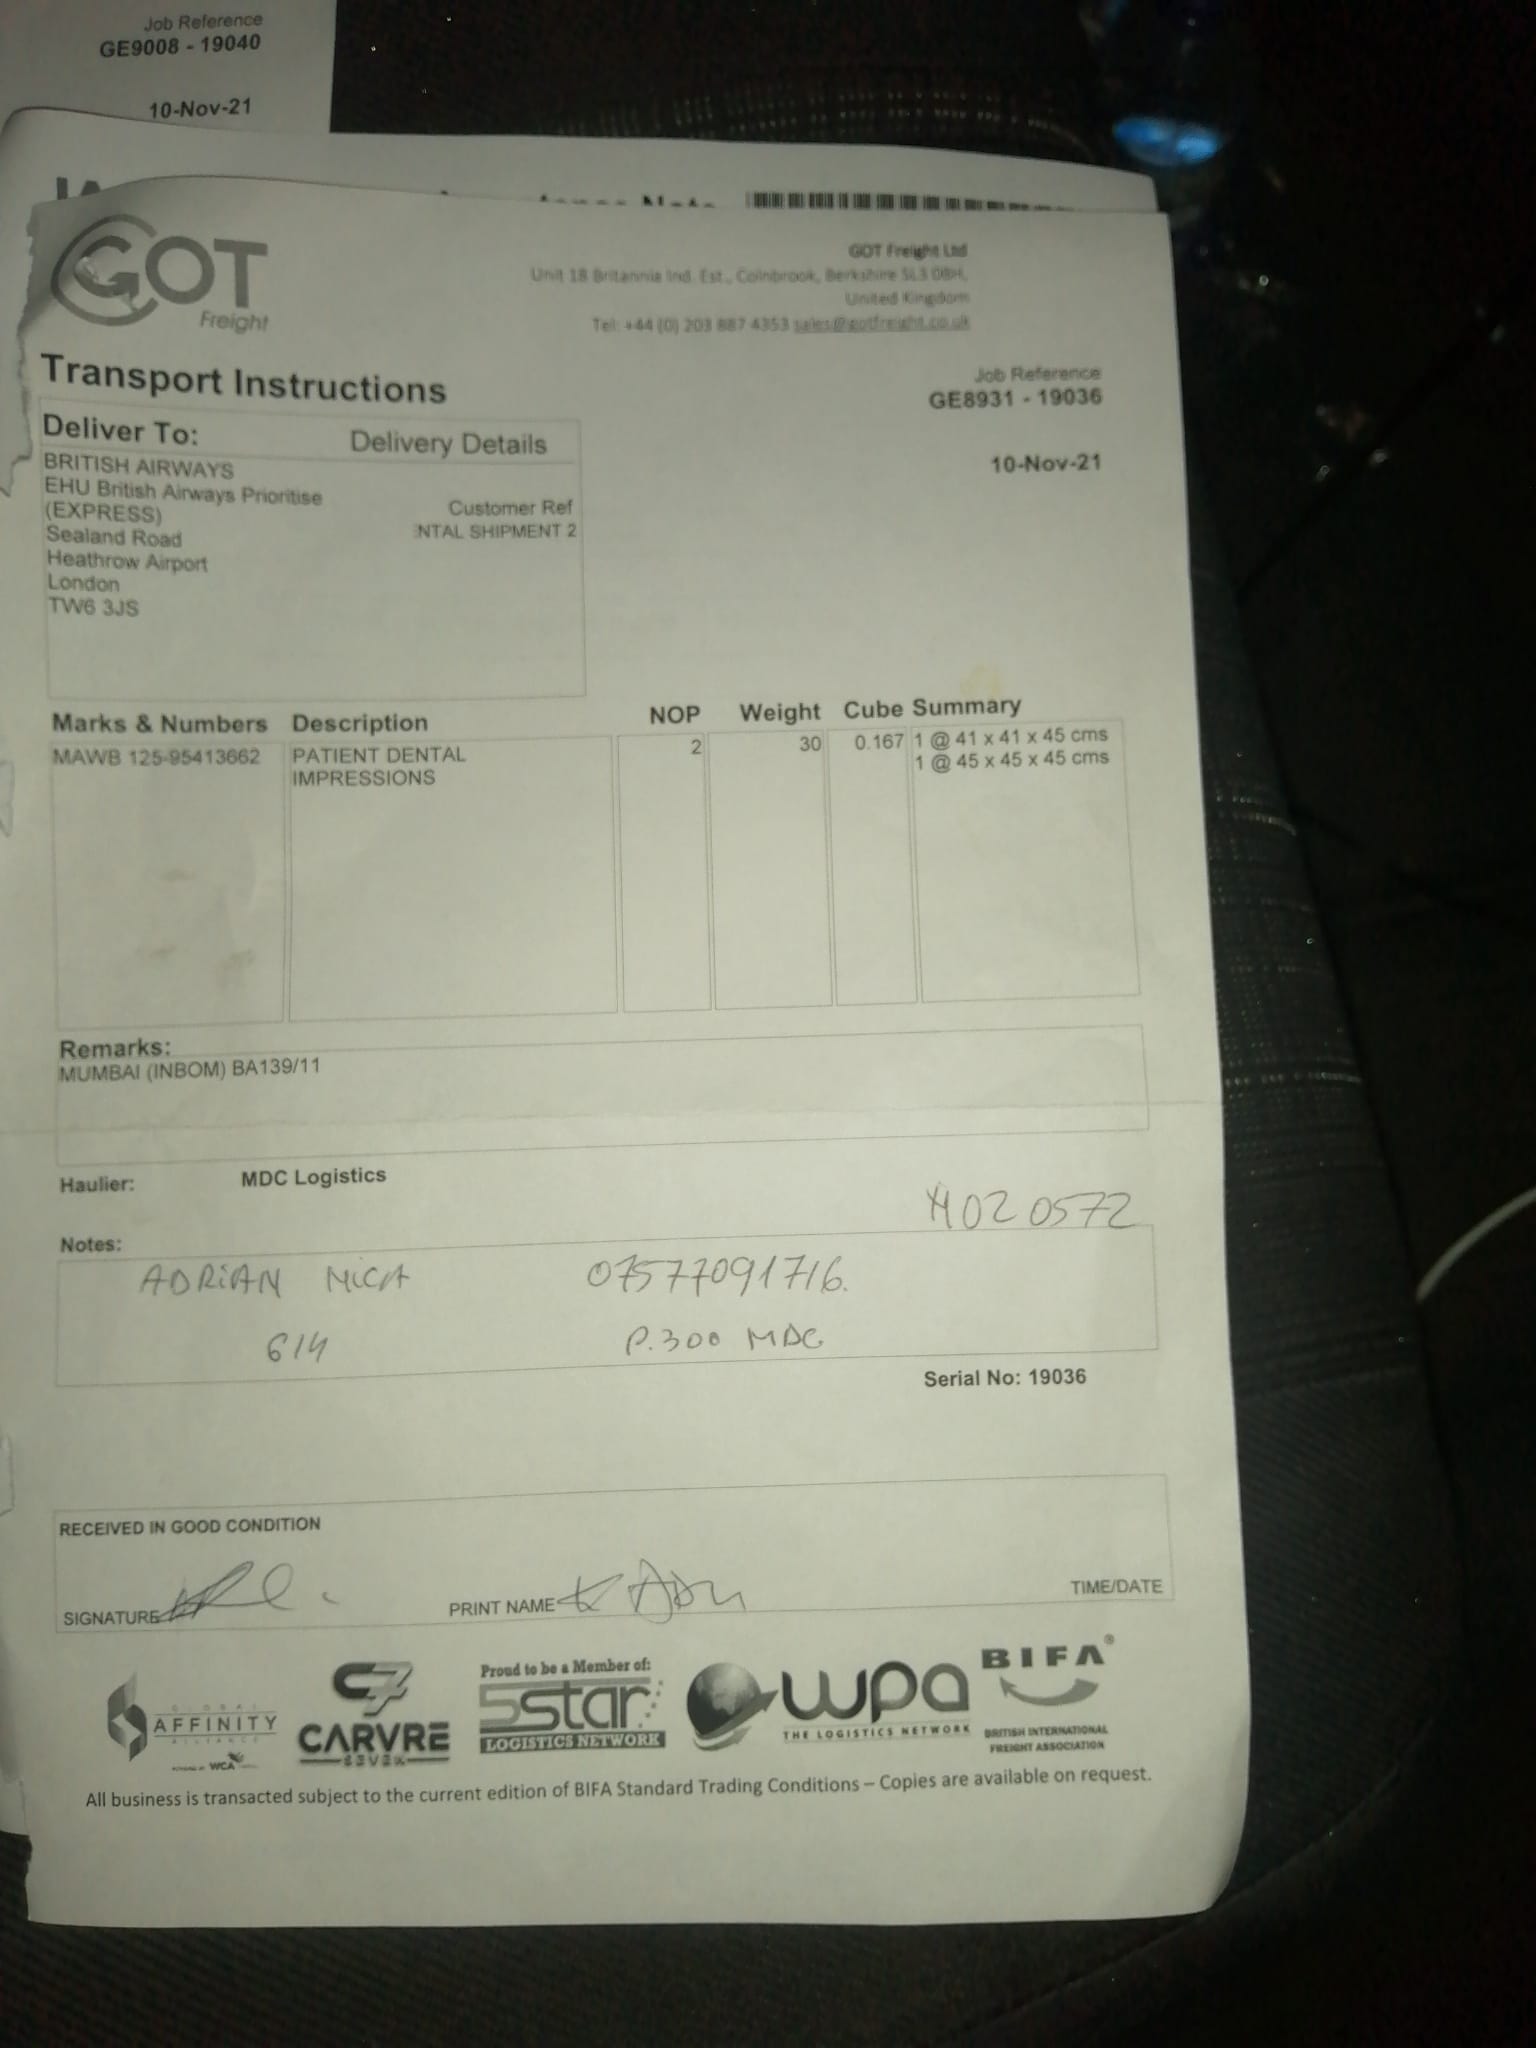 Job Reference
GE9008 - 19040
10-Nov-21
GOT
Freight
GOT Freight Ltd
Unit 18 Britannia Ind. Est., Colnbrook, Berkshire SL3 0BH,
United Kingdom
Tel: +44 (0) 203 887 4353 sales@gotfreight.co.uk
Transport Instructions
Job Reference
GE8931 - 19036
10-Nov-21
Deliver To: Delivery Details
BRITISH AIRWAYS
EHU British Airways Prioritise
(EXPRESS)
Sealand Road
Heathrow Airport
London
TW6 3JS
Customer Ref
NTAL SHIPMENT 2
Marks & Numbers Description NOP Weight Cube Summary
MAWB 125-95413662 PATIENT DENTAL 2 30 0.167 1 @ 41 x 41 x 45 cms
IMPRESSIONS 1 @ 45 x 45 x 45 cms
Remarks:
MUMBAI (INBOM) BA139/11
Haulier: MDC Logistics
020572
Notes:
ADRIAN MICA 07577091716.
614 P.300 MDC
Serial No: 19036
RECEIVED IN GOOD CONDITION
SIGNATURE PRINT NAME TIME/DATE
GLOBAL
AFFINITY
ALLIANCE
POWERED BY WCA
C7
CARVRE
SEVEN
Proud to be a Member of:
5star
LOGISTICS NETWORK
wpa
THE LOGISTICS NETWORK
BIFA®
BRITISH INTERNATIONAL
FREIGHT ASSOCIATION
All business is transacted subject to the current edition of BIFA Standard Trading Conditions – Copies are available on request.